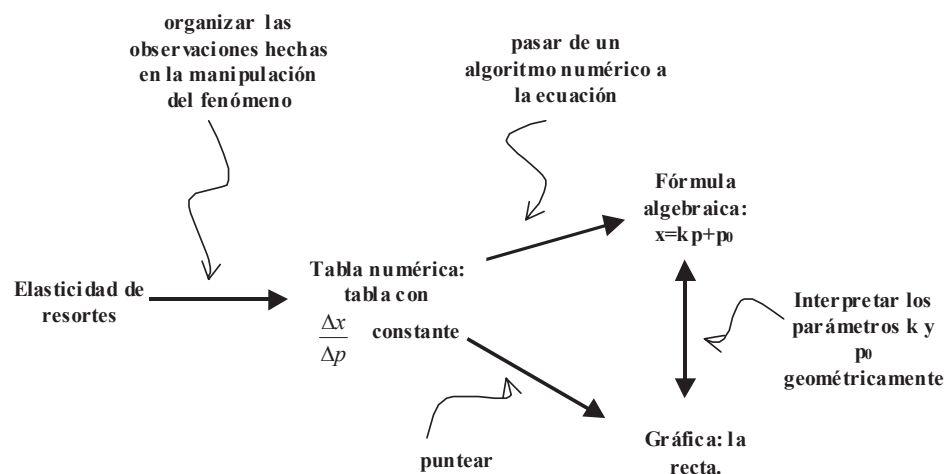 organizar las
observaciones hechas
en la manipulación
del fenómeno
pasar de un
algoritmo numérico a
la ecuación
Fórmula
algebraica:
x=kp+p₀
Elasticidad de
resortes
Tabla numérica:
tabla con
Δx
Δp
constante
Interpretar los
parámetros k y
p₀
geométricamente
puntear
Gráfica: la
recta.